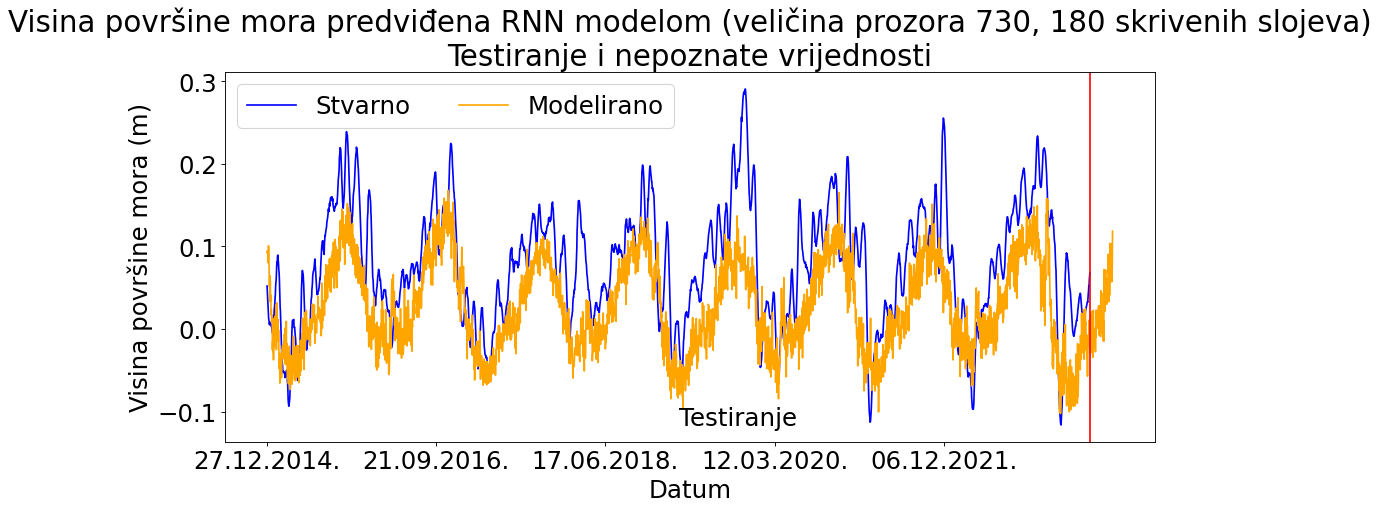 Visina površine mora predviđena RNN modelom (veličina prozora 730, 180 skrivenih slojeva)
Testiranje i nepoznate vrijednosti
Stvarno
Modelirano
Visina površine mora (m)
0.3
0.2
0.1
0.0
−0.1
Testiranje
27.12.2014.
21.09.2016.
17.06.2018.
12.03.2020.
06.12.2021.
Datum